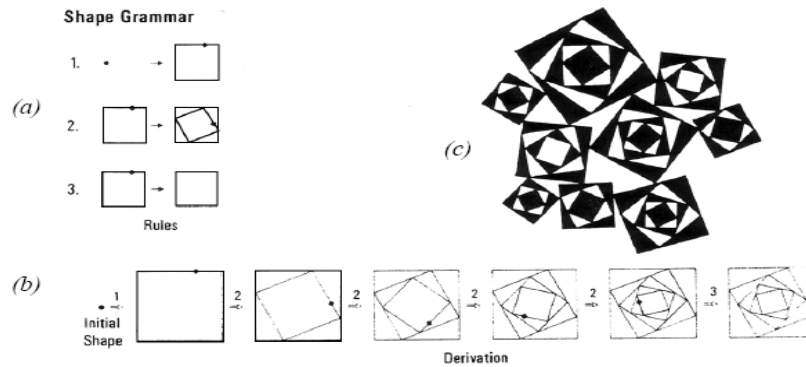 Shape Grammar
1.
(a)
2.
3.
Rules
(c)
(b)
1 2 2 2 2 3
Initial
Shape
Derivation